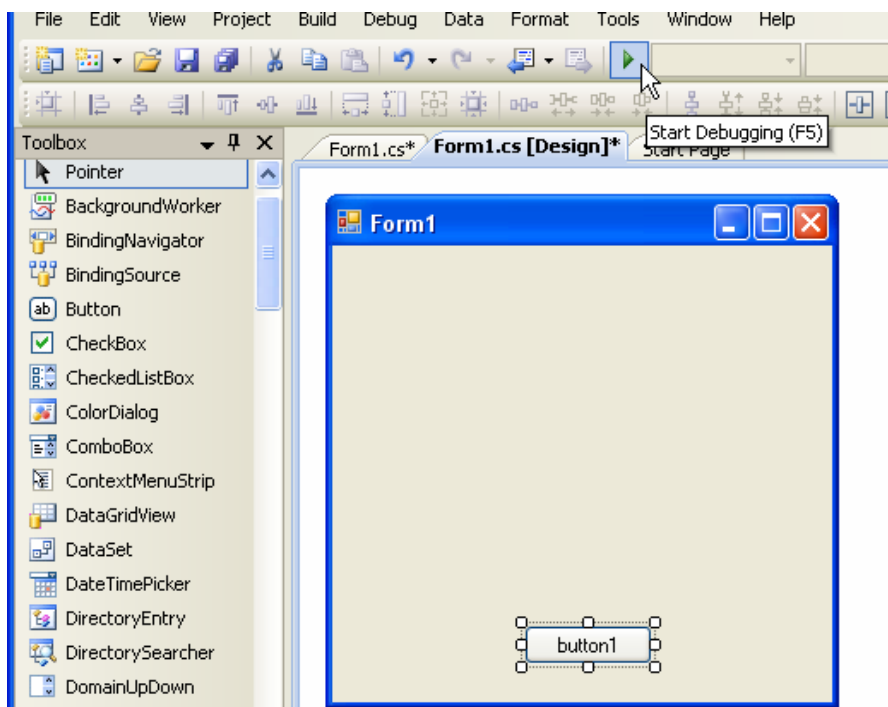 File Edit View Project Build Debug Data Format Tools Window Help
Toolbox
Form1.cs* Form1.cs [Design]* Start Page
Start Debugging (F5)
Pointer
BackgroundWorker
BindingNavigator
BindingSource
ab Button
CheckBox
CheckedListBox
ColorDialog
ComboBox
ContextMenuStrip
DataGridView
DataSet
DateTimePicker
DirectoryEntry
DirectorySearcher
DomainUpDown
Form1
button1